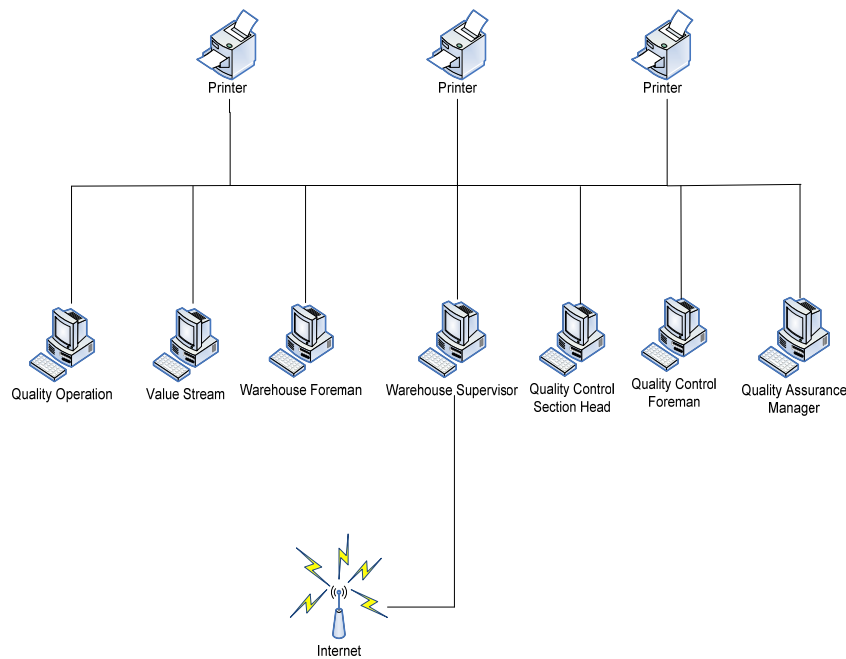 Printer
Printer
Printer
Quality Operation
Value Stream
Warehouse Foreman
Warehouse Supervisor
Quality Control
Section Head
Quality Control
Foreman
Quality Assurance
Manager
Internet